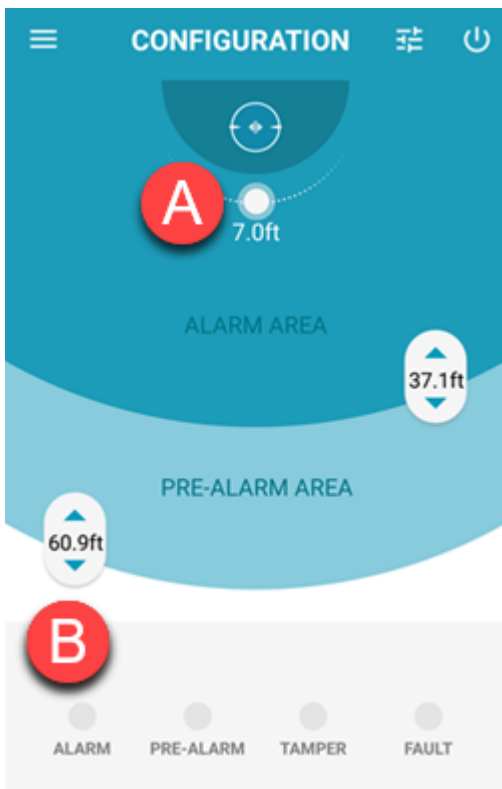 CONFIGURATION
A
7.0ft
ALARM AREA
37.1ft
PRE-ALARM AREA
60.9ft
B
ALARM PRE-ALARM TAMPER FAULT